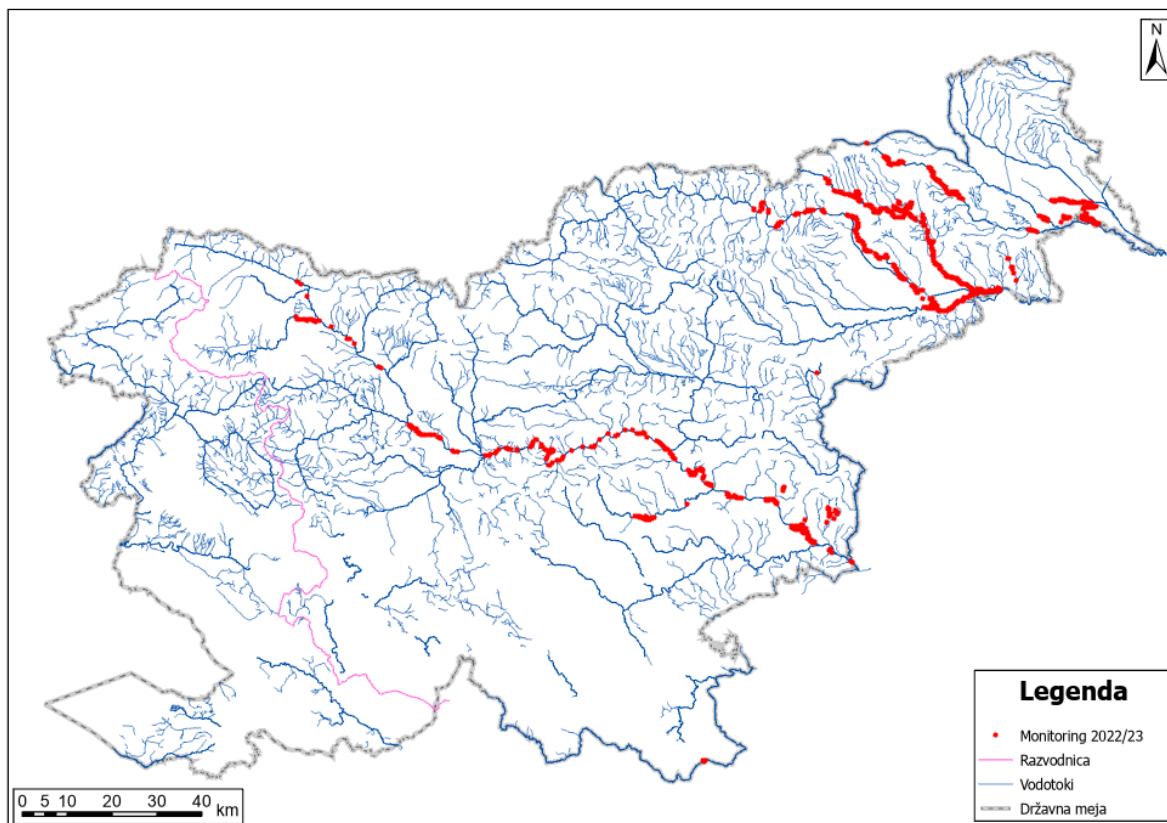 N
Legenda
Monitoring 2022/23
Razvodnica
Vodotoki
Državna meja
0 5 10 20 30 40
km